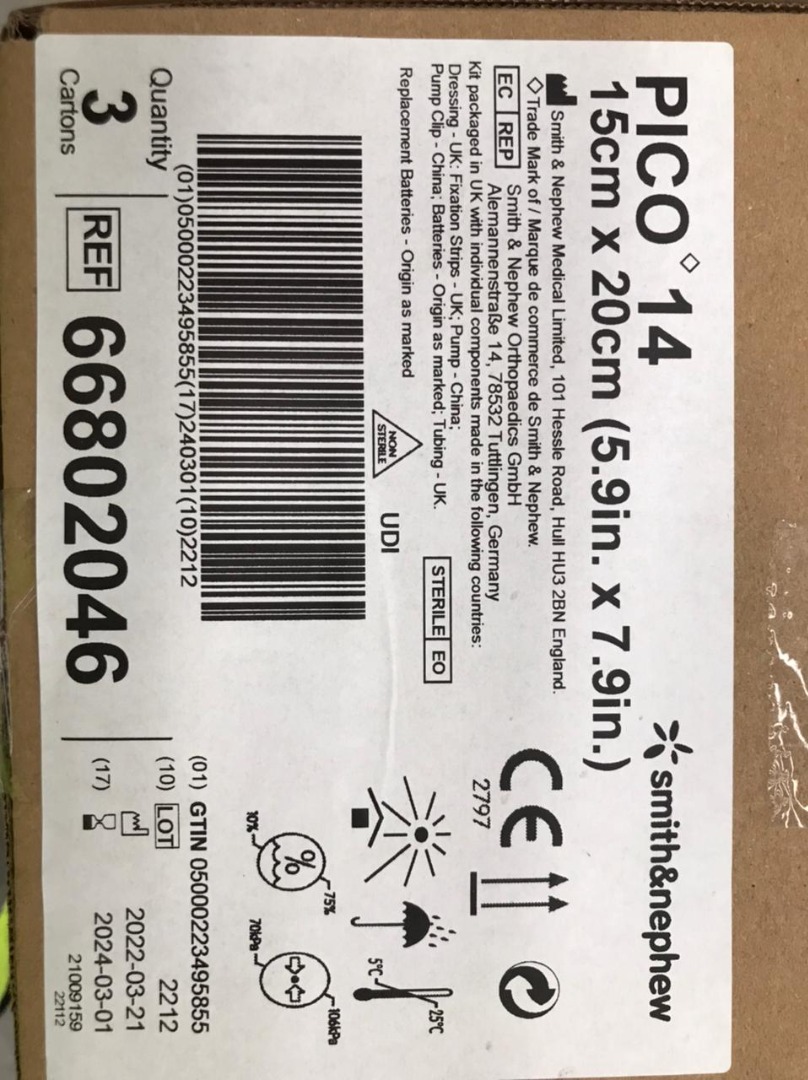 PICO◇ 14
15cm x 20cm (5.9in. x 7.9in.)
smith&nephew
Smith & Nephew Medical Limited, 101 Hessle Road, Hull HU3 2BN England.
◇Trade Mark of / Marque de commerce de Smith & Nephew.
EC REP
Smith & Nephew Orthopaedics GmbH
Alemannenstraße 14, 78532 Tuttlingen, Germany
Kit packaged in UK with individual components made in the following countries:
Dressing - UK: Fixation Strips - UK; Pump - China;
Pump Clip - China; Batteries - Origin as marked; Tubing - UK.
Replacement Batteries - Origin as marked
NON STERILE
UDI
STERILE EO
CE
2797
5°C
25°C
10%
%
75%
70kPa
106kPa
(01)05000223495855(17)240301(10)2212
Quantity
3
Cartons
REF 66802046
(01) GTIN 05000223495855
(10) LOT 2212
2022-03-21
(17) 2024-03-01
21009159
22112